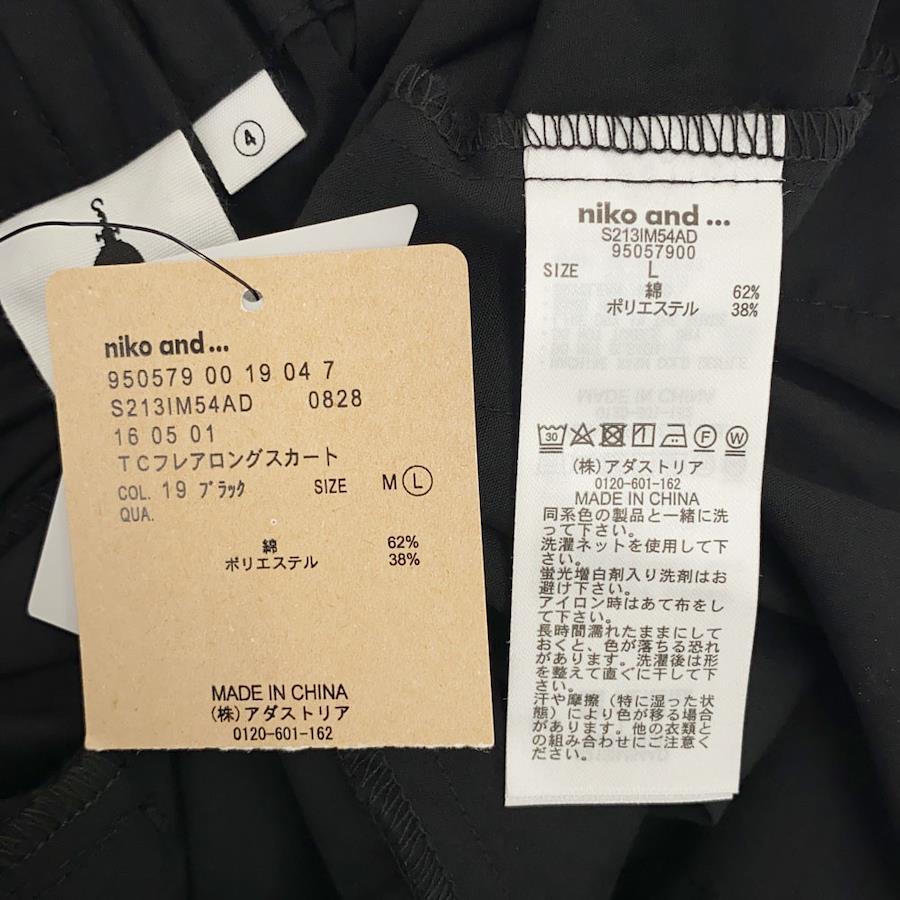 4
niko and...
950579 00 19 04 7
S213IM54AD 0828
16 05 01
TCフレアロングスカート
COL. 19 ブラック SIZE M L
QUA.
綿 62%
ポリエステル 38%
MADE IN CHINA
(株)アダストリア
0120-601-162
niko and ...
S213IM54AD
95057900
SIZE L
綿 62%
ポリエステル 38%
30 F W
(株)アダストリア
0120-601-162
MADE IN CHINA
同系色の製品と一緒に洗
って下さい。
洗濯ネットを使用して下
さい。
蛍光増白剤入り洗剤はお
避け下さい。
アイロン時はあて布をし
て下さい。
長時間濡れたままにして
おくと、色が落ちる恐れ
があります。洗濯後は形
を整えて直ぐに干して下
さい。
汗や摩擦（特に湿った状
態）により色が移る場合
があります。他の衣類と
の組み合わせにご注意く
ださい。